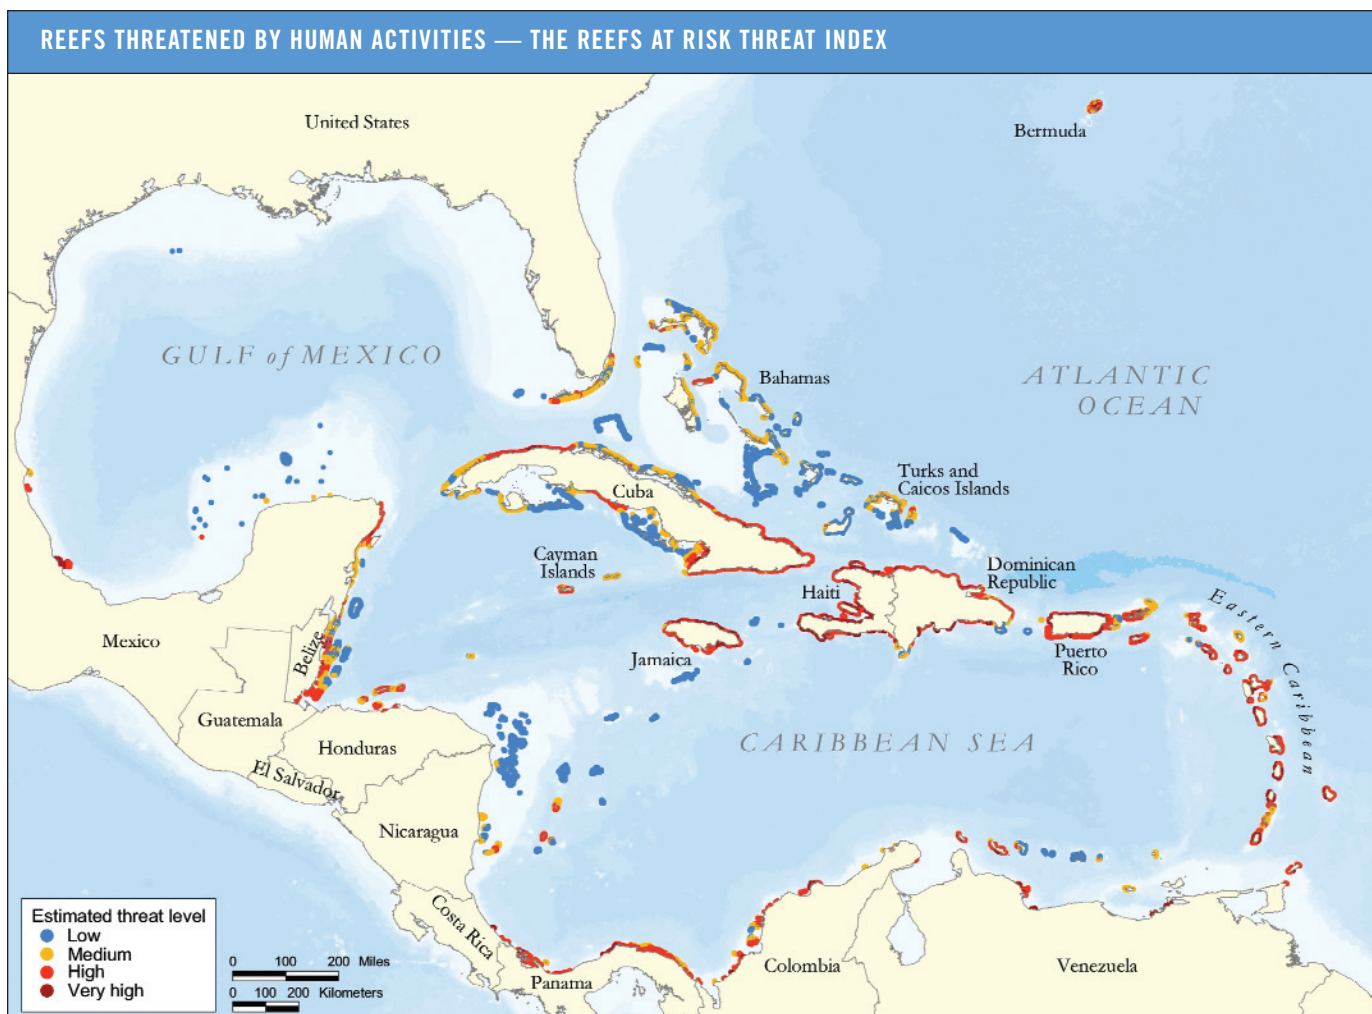 REEFS THREATENED BY HUMAN ACTIVITIES — THE REEFS AT RISK THREAT INDEX
United States
Bermuda
GULF of MEXICO
ATLANTIC
OCEAN
Bahamas
Turks and
Caicos Islands
Cuba
Cayman
Islands
Dominican
Republic
Haiti
Eastern Caribbean
Mexico
Belize
Jamaica
Puerto
Rico
Guatemala
Honduras
CARIBBEAN SEA
El Salvador
Nicaragua
Costa Rica
Panama
Colombia
Venezuela
Estimated threat level
Low
Medium
High
Very high
0 100 200 Miles
0 100 200 Kilometers